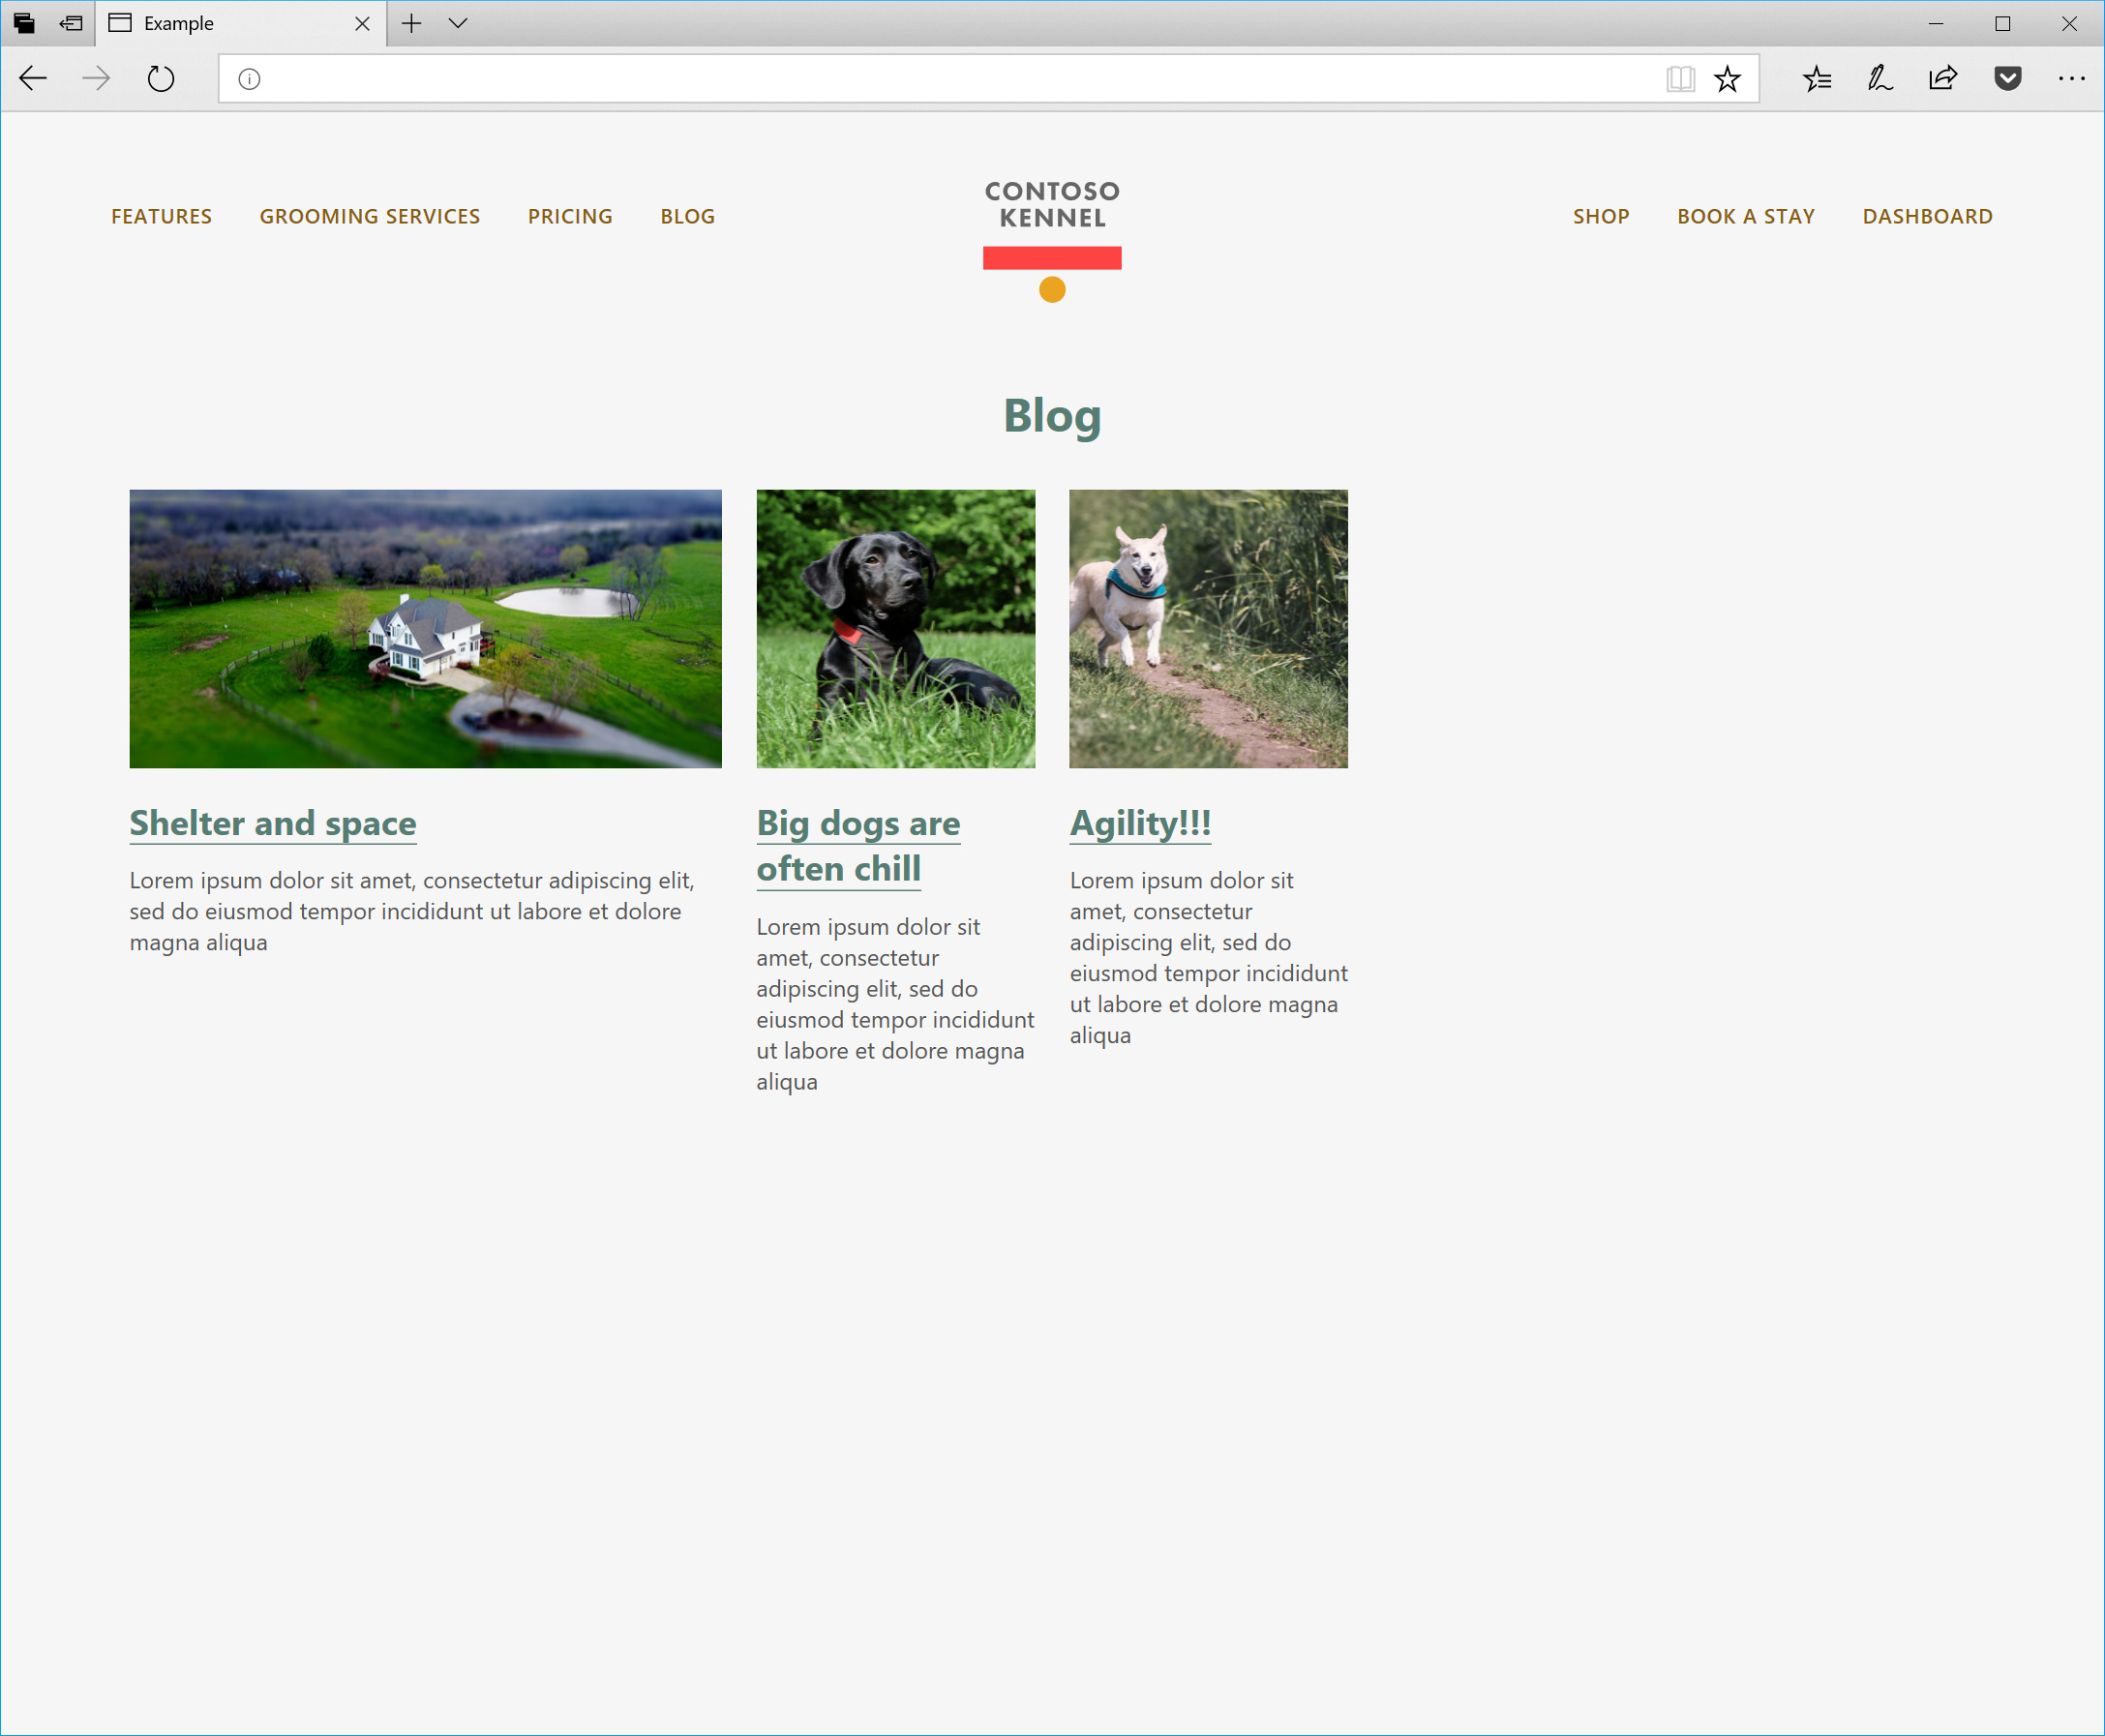 Example
FEATURES
GROOMING SERVICES
PRICING
BLOG
CONTOSO
KENNEL
SHOP
BOOK A STAY
DASHBOARD
Blog
Shelter and space
Lorem ipsum dolor sit amet, consectetur adipiscing elit,
sed do eiusmod tempor incididunt ut labore et dolore
magna aliqua
Big dogs are
often chill
Lorem ipsum dolor sit
amet, consectetur
adipiscing elit, sed do
eiusmod tempor incididunt
ut labore et dolore magna
aliqua
Agility!!!
Lorem ipsum dolor sit
amet, consectetur
adipiscing elit, sed do
eiusmod tempor incididunt
ut labore et dolore magna
aliqua